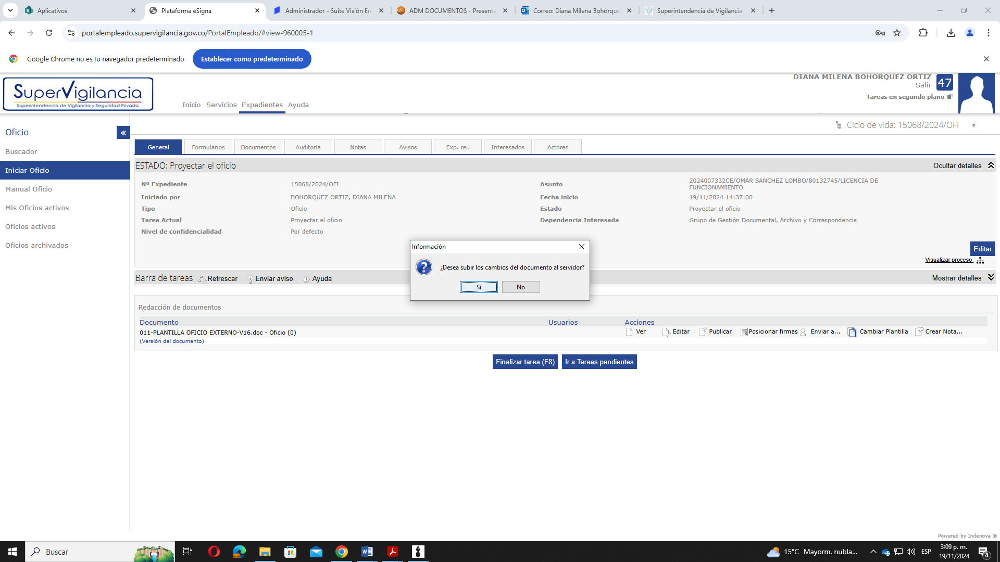 Aplicativos
Plataforma eSigna
Administrador - Suite Visión Em
ADM DOCUMENTOS - Presenta
Correo: Diana Milena Bohorque
Superintendencia de Vigilancia
portalempleado.supervigilancia.gov.co/PortalEmpleado/#view-960005-1
Google Chrome no es tu navegador predeterminado
Establecer como predeterminado
SuperVigilancia
Superintendencia de Vigilancia y Seguridad Privada
Inicio Servicios Expedientes Ayuda
DIANA MILENA BOHORQUEZ ORTIZ
Salir
47
Tareas en segundo plano
Oficio
«
Buscador
Iniciar Oficio
Manual Oficio
Mis Oficios activos
Oficios activos
Oficios archivados
Ciclo de vida: 15068/2024/OFI
General Formularios Documentos Auditoría Notas Avisos Exp. rel. Interesados Actores
ESTADO: Proyectar el oficio
Ocultar detalles
Nº Expediente 15068/2024/OFI
Asunto 2024007332CE/OMAR SANCHEZ LOMBO/80132745/LICENCIA DE
FUNCIONAMIENTO
Iniciado por BOHORQUEZ ORTIZ, DIANA MILENA
Fecha inicio 19/11/2024 14:37:00
Tipo Oficio
Estado Proyectar el oficio
Tarea Actual Proyectar el oficio
Dependencia Interesada Grupo de Gestión Documental, Archivo y Correspondencia
Nivel de confidencialidad Por defecto
Editar
Visualizar proceso
Información
¿Desea subir los cambios del documento al servidor?
Sí No
Barra de tareas Refrescar Enviar aviso Ayuda
Mostrar detalles
Redacción de documentos
Documento Usuarios Acciones
011-PLANTILLA OFICIO EXTERNO-V16.doc - Oficio (0)
Ver Editar Publicar Posicionar firmas Enviar a... Cambiar Plantilla Crear Nota...
(Versión del documento)
Finalizar tarea (F8) Ir a Tareas pendientes
Powered by Indenova ®
Buscar
15°C Mayorm. nubla...
ESP
3:09 p. m.
19/11/2024
4